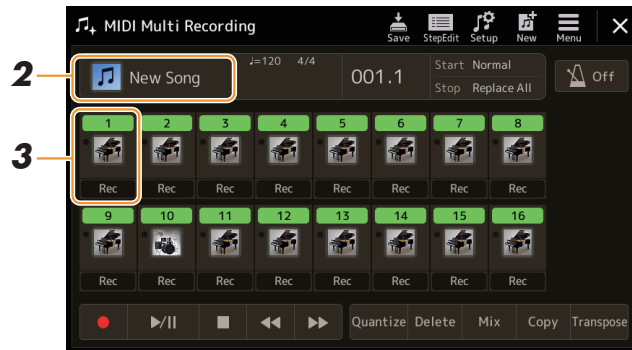 MIDI Multi Recording
Save StepEdit Setup New Menu
2
New Song
♩=120 4/4
001.1
Start Normal
Stop Replace All
Off
3
1 2 3 4 5 6 7 8
Rec Rec Rec Rec Rec Rec Rec Rec
9 10 11 12 13 14 15 16
Rec Rec Rec Rec Rec Rec Rec Rec
Quantize Delete Mix Copy Transpose